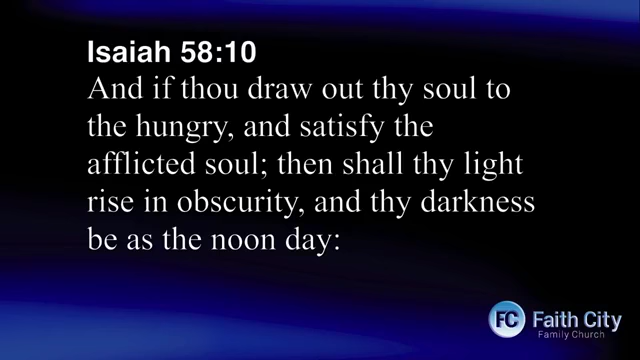 Isaiah 58:10
And if thou draw out thy soul to
the hungry, and satisfy the
afflicted soul; then shall thy light
rise in obscurity, and thy darkness
be as the noon day:
FC Faith City
Family Church